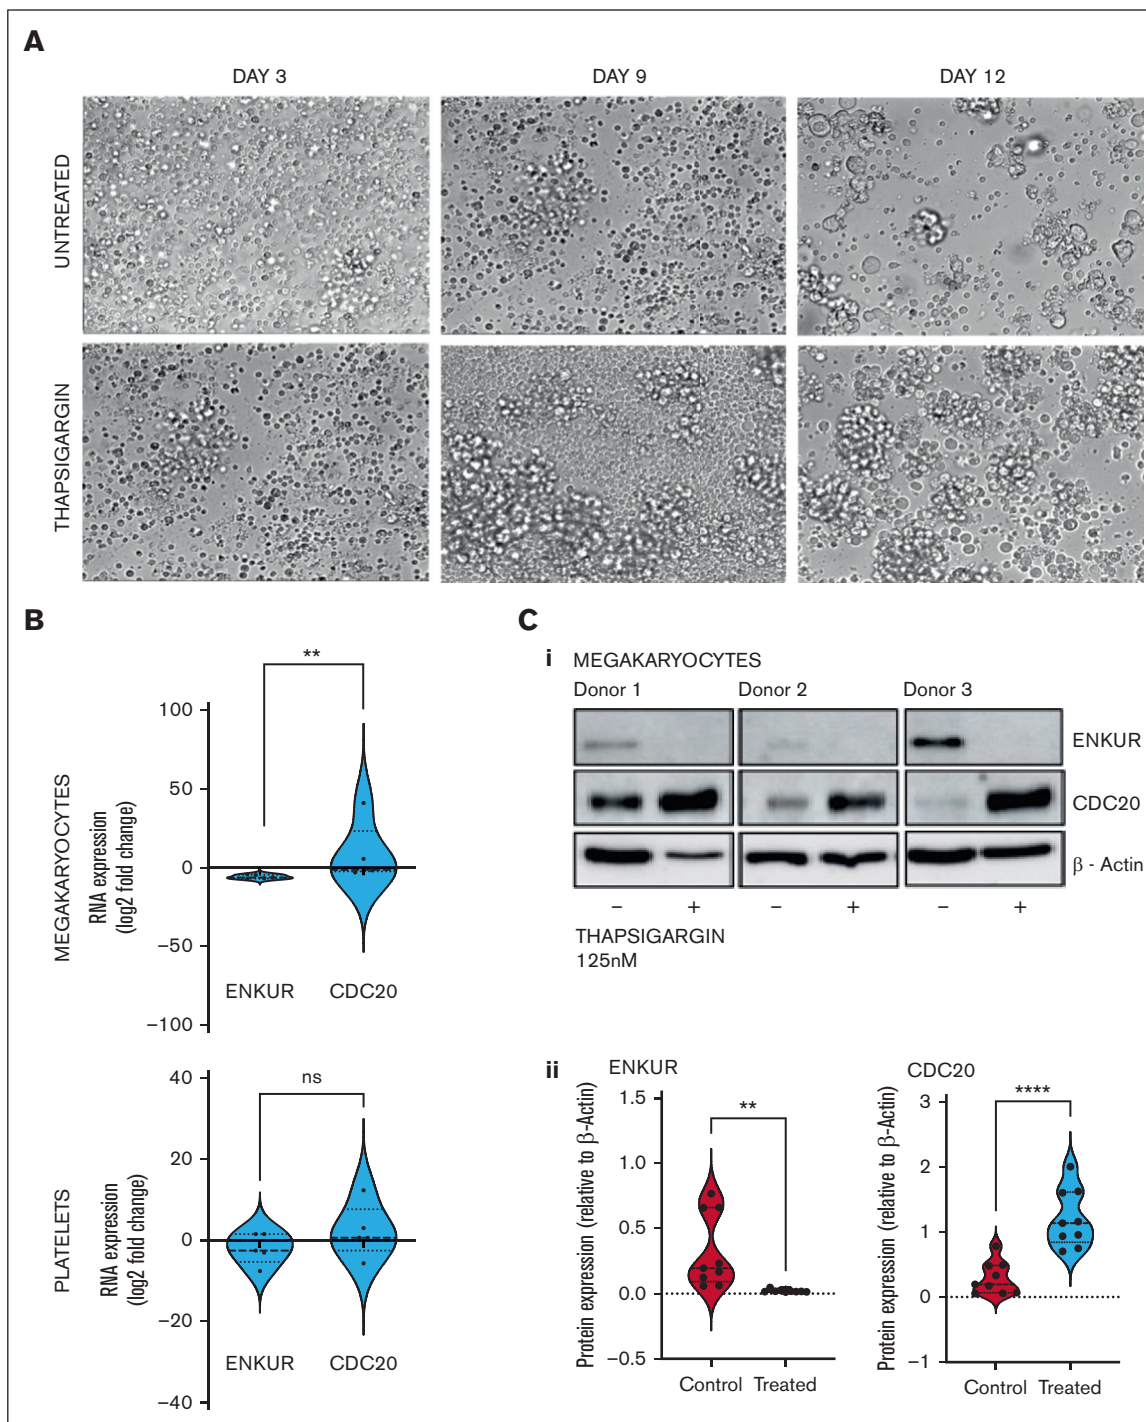 A
DAY 3
DAY 9
DAY 12
UNTREATED
THAPSIGARGIN
B
MEGAKARYOCYTES
RNA expression
(log2 fold change)
**
100
50
0
−50
−100
ENKUR
CDC20
PLATELETS
RNA expression
(log2 fold change)
ns
40
20
0
−20
−40
ENKUR
CDC20
C
i MEGAKARYOCYTES
Donor 1
Donor 2
Donor 3
ENKUR
CDC20
β - Actin
− + − + − +
THAPSIGARGIN
125nM
ii
ENKUR
Protein expression (relative to β-Actin)
**
1.5
1.0
0.5
0.0
−0.5
Control Treated
CDC20
Protein expression (relative to β-Actin)
****
3
2
1
0
−1
Control Treated